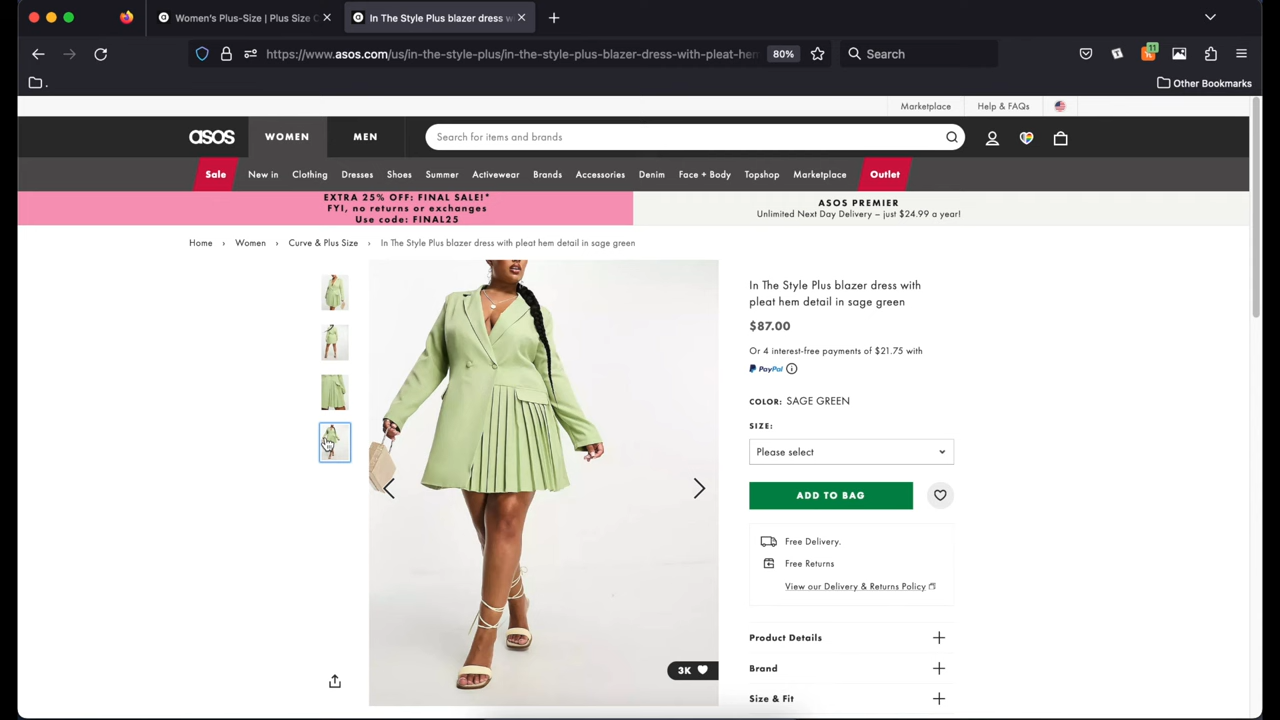 Women's Plus-Size | Plus Size C
In The Style Plus blazer dress w
https://www.asos.com/us/in-the-style-plus/in-the-style-plus-blazer-dress-with-pleat-hem
80%
Search
11
.
Other Bookmarks
Marketplace
Help & FAQs
asos
WOMEN
MEN
Search for items and brands
Sale
New in
Clothing
Dresses
Shoes
Summer
Activewear
Brands
Accessories
Denim
Face + Body
Topshop
Marketplace
Outlet
EXTRA 25% OFF: FINAL SALE!*
FYI, no returns or exchanges
Use code: FINAL25
ASOS PREMIER
Unlimited Next Day Delivery – just $24.99 a year!
Home › Women › Curve & Plus Size › In The Style Plus blazer dress with pleat hem detail in sage green
In The Style Plus blazer dress with
pleat hem detail in sage green
$87.00
Or 4 interest-free payments of $21.75 with
PayPal
COLOR: SAGE GREEN
SIZE:
Please select
ADD TO BAG
Free Delivery.
Free Returns
View our Delivery & Returns Policy
Product Details
Brand
Size & Fit
3K